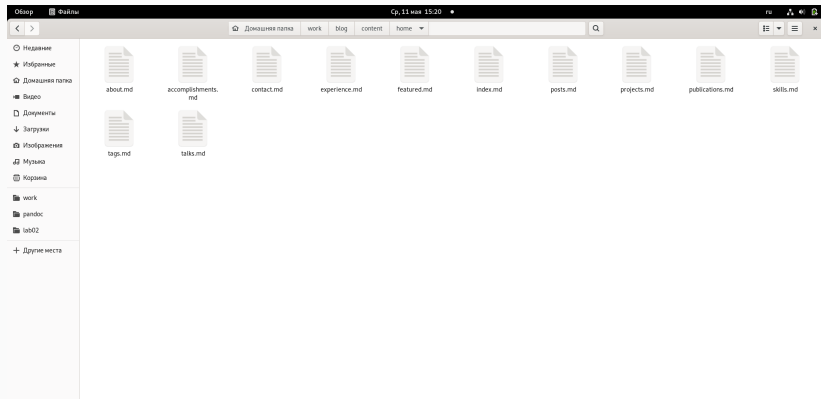 Обзор Файлы Ср, 11 мая 15:20 ru
Домашняя папка work blog content home
Недавние
Избранные
Домашняя папка
Видео
Документы
Загрузки
Изображения
Музыка
Корзина
work
pandoc
lab02
Другие места
about.md accomplishments.md contact.md experience.md featured.md index.md posts.md projects.md publications.md skills.md
tags.md talks.md